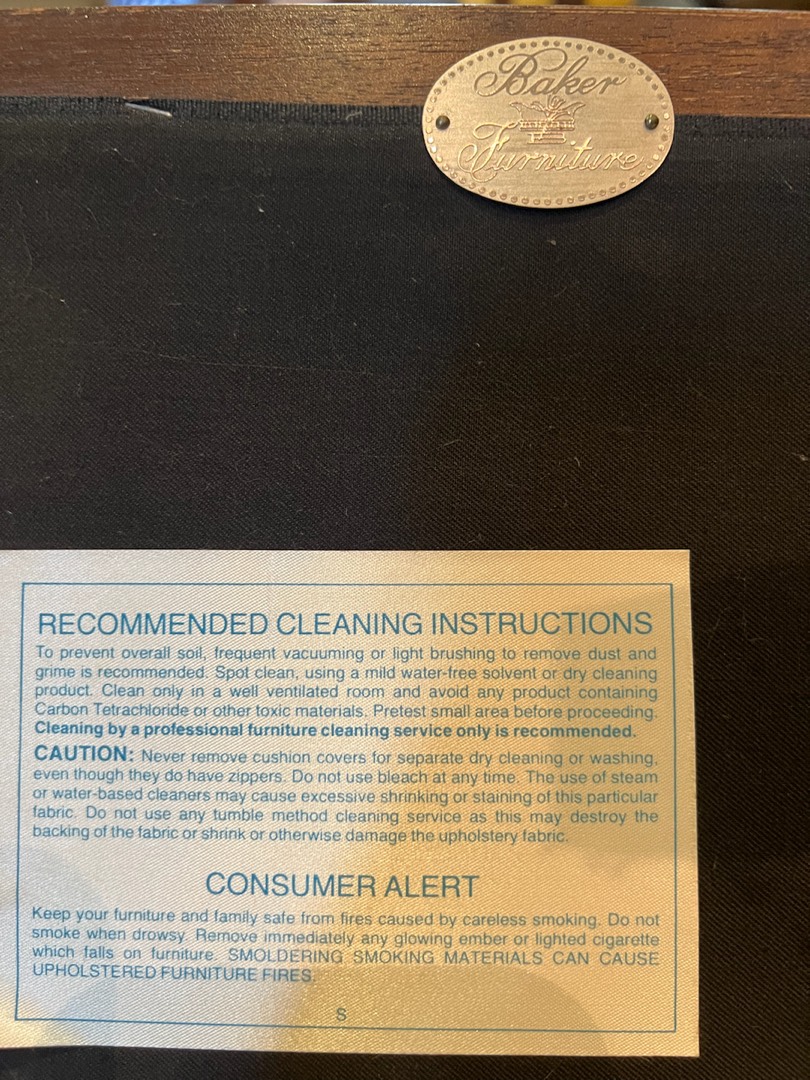 Baker
Furniture
RECOMMENDED CLEANING INSTRUCTIONS
To prevent overall soil, frequent vacuuming or light brushing to remove dust and
grime is recommended. Spot clean, using a mild water-free solvent or dry cleaning
product. Clean only in a well ventilated room and avoid any product containing
Carbon Tetrachloride or other toxic materials. Pretest small area before proceeding.
Cleaning by a professional furniture cleaning service only is recommended.
CAUTION: Never remove cushion covers for separate dry cleaning or washing,
even though they do have zippers. Do not use bleach at any time. The use of steam
or water-based cleaners may cause excessive shrinking or staining of this particular
fabric. Do not use any tumble method cleaning service as this may destroy the
backing of the fabric or shrink or otherwise damage the upholstery fabric.
CONSUMER ALERT
Keep your furniture and family safe from fires caused by careless smoking. Do not
smoke when drowsy. Remove immediately any glowing ember or lighted cigarette
which falls on furniture. SMOLDERING SMOKING MATERIALS CAN CAUSE
UPHOLSTERED FURNITURE FIRES.
S